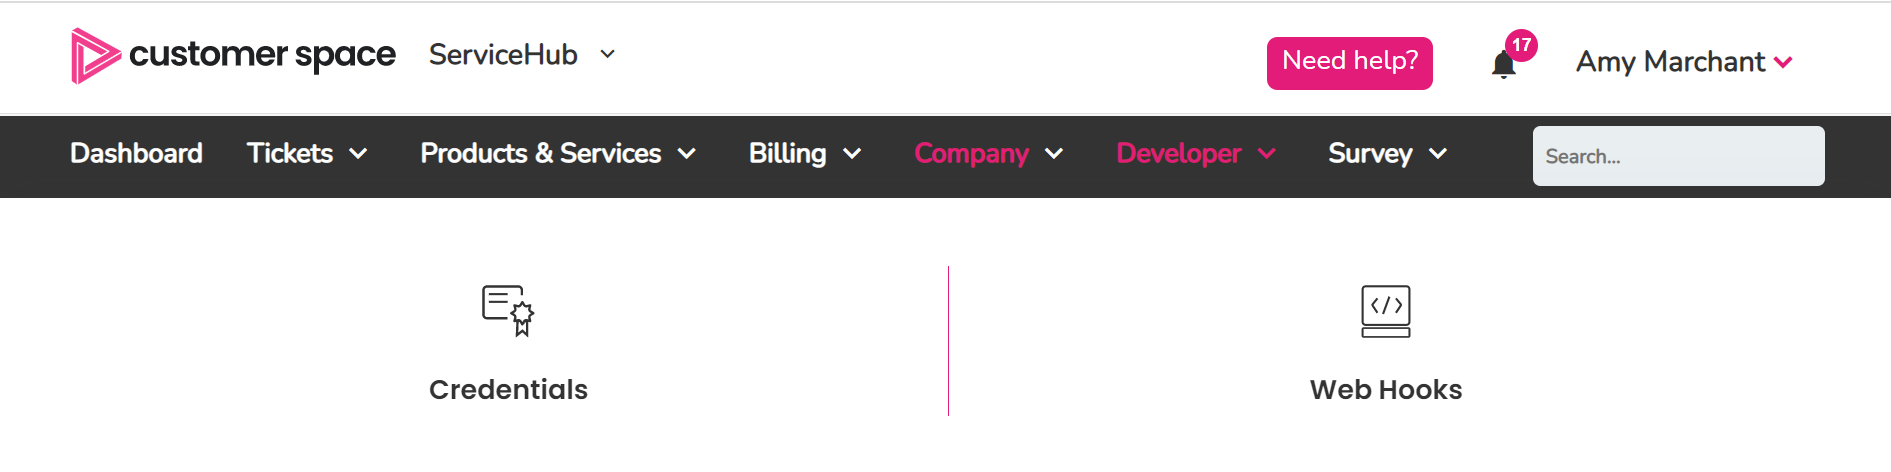 customer space ServiceHub Need help? 17 Amy Marchant
Dashboard Tickets Products & Services Billing Company Developer Survey Search...
</>
Credentials Web Hooks